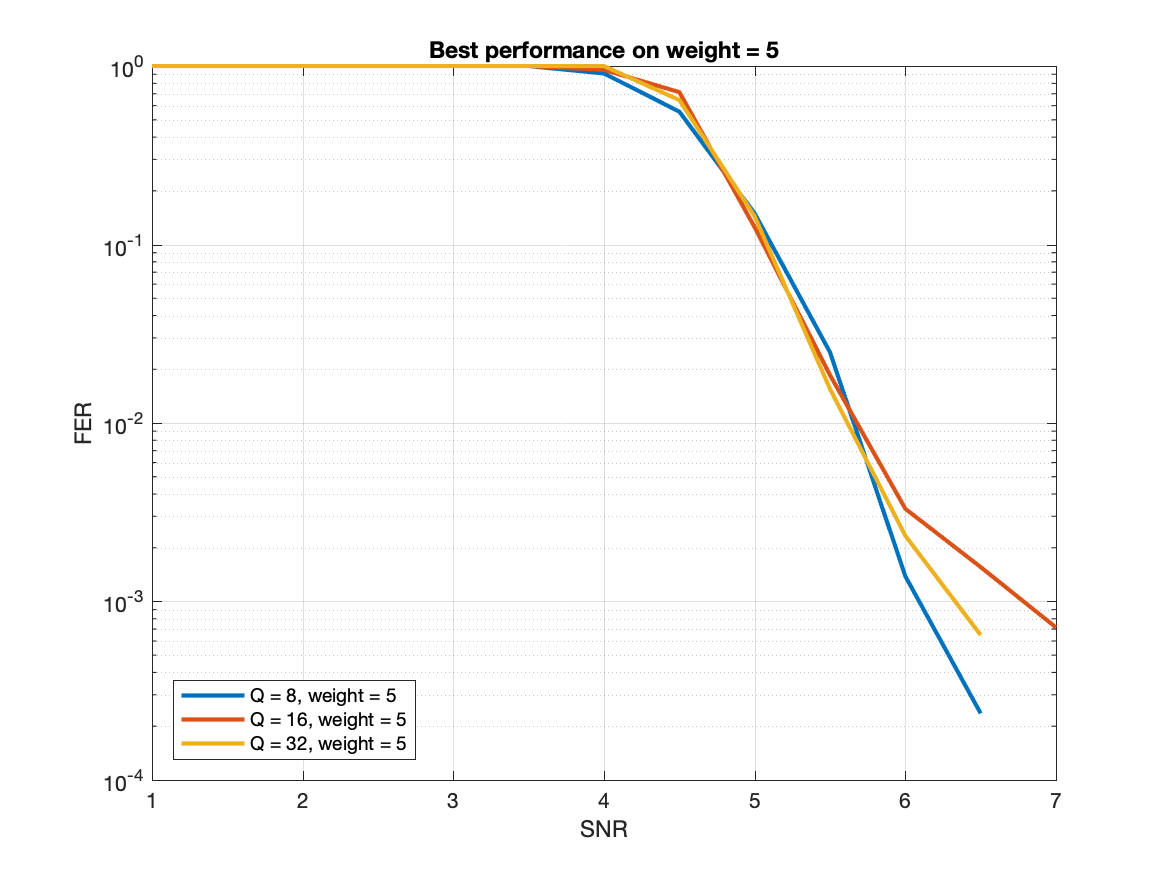 Best performance on weight = 5
10^0
10^-1
10^-2
10^-3
10^-4
FER
Q = 8, weight = 5
Q = 16, weight = 5
Q = 32, weight = 5
1 2 3 4 5 6 7
SNR